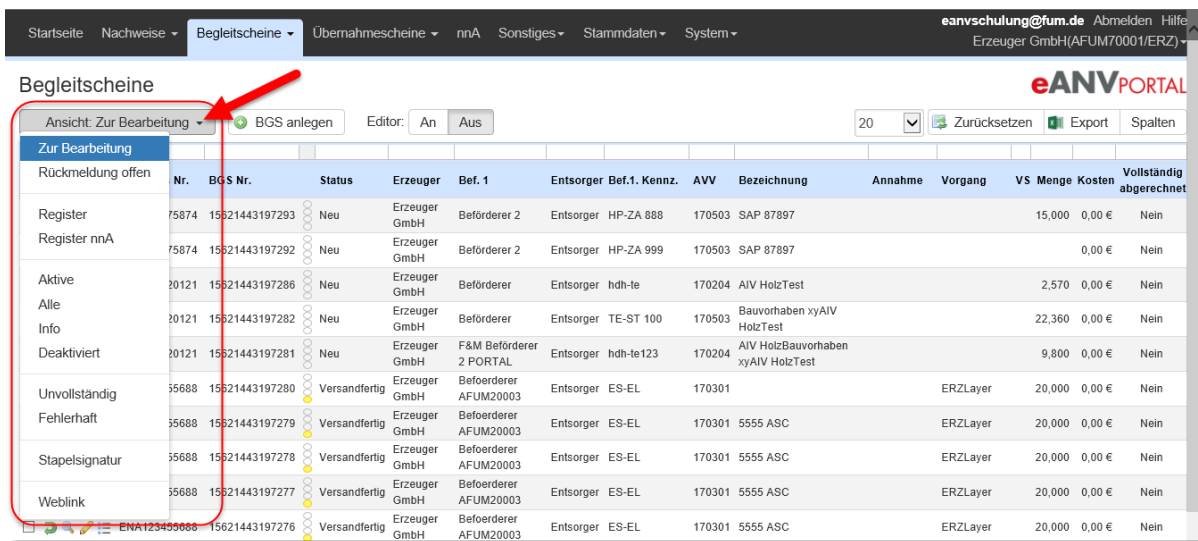 eanvschulung@fum.de Abmelden Hilfe
Startseite Nachweise Begleitscheine Übernahmescheine nnA Sonstiges Stammdaten System
Erzeuger GmbH(AFUM70001/ERZ)
Begleitscheine
eANVPORTAL
Ansicht: Zur Bearbeitung BGS anlegen Editor: An Aus 20 Zurücksetzen Export Spalten
Zur Bearbeitung
Rückmeldung offen
Register
Register nnA
Aktive
Alle
Info
Deaktiviert
Unvollständig
Fehlerhaft
Stapelsignatur
Weblink
Nr. BGS Nr. Status Erzeuger Bef. 1 Entsorger Bef.1. Kennz. AVV Bezeichnung Annahme Vorgang VS Menge Kosten Vollständig
abgerechnet
75874 15621443197293 Neu Erzeuger GmbH Beförderer 2 Entsorger HP-ZA 888 170503 SAP 87897 15,000 0,00 € Nein
75874 15621443197292 Neu Erzeuger GmbH Beförderer 2 Entsorger HP-ZA 999 170503 SAP 87897 0,00 € Nein
20121 15621443197286 Neu Erzeuger GmbH Beförderer Entsorger hdh-te 170204 AIV HolzTest 2,570 0,00 € Nein
20121 15621443197282 Neu Erzeuger GmbH Beförderer Entsorger TE-ST 100 170503 Bauvorhaben xyAIV HolzTest 22,360 0,00 € Nein
20121 15621443197281 Neu Erzeuger GmbH F&M Beförderer 2 PORTAL Entsorger hdh-te123 170204 AIV HolzBauvorhaben xyAIV HolzTest 9,800 0,00 € Nein
55688 15621443197280 Versandfertig Erzeuger GmbH Befoerderer AFUM20003 Entsorger ES-EL 170301 ERZLayer 20,000 0,00 € Nein
55688 15621443197279 Versandfertig Erzeuger GmbH Befoerderer AFUM20003 Entsorger ES-EL 170301 5555 ASC ERZLayer 20,000 0,00 € Nein
55688 15621443197278 Versandfertig Erzeuger GmbH Befoerderer AFUM20003 Entsorger ES-EL 170301 5555 ASC ERZLayer 20,000 0,00 € Nein
55688 15621443197277 Versandfertig Erzeuger GmbH Befoerderer AFUM20003 Entsorger ES-EL 170301 5555 ASC ERZLayer 20,000 0,00 € Nein
ENA123455688 15621443197276 Versandfertig Erzeuger GmbH Befoerderer AFUM20003 Entsorger ES-EL 170301 5555 ASC ERZLayer 20,000 0,00 € Nein